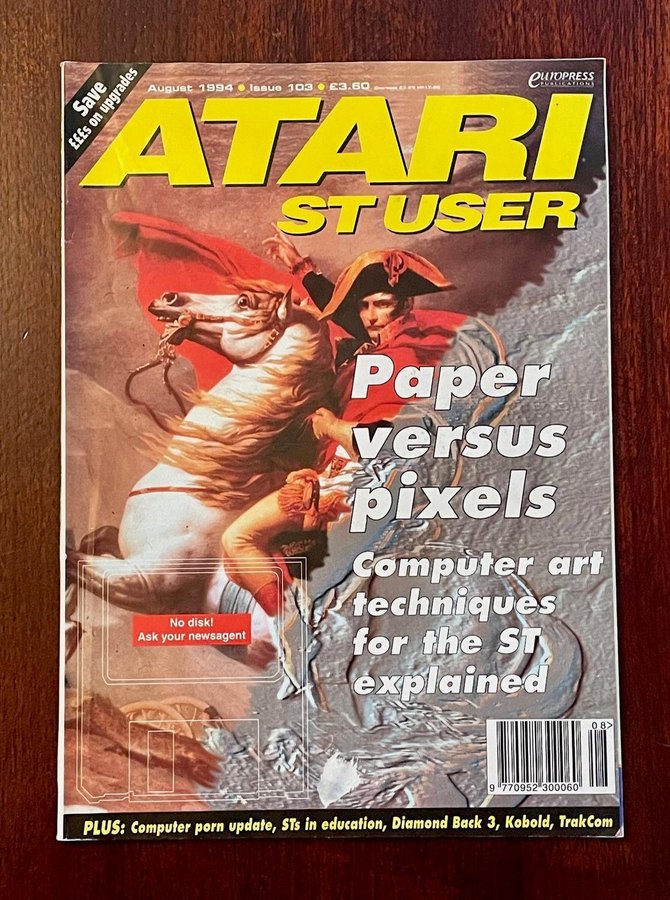 Save
£££s on upgrades
August 1994 • Issue 103 • £3.60
europress
PUBLICATIONS
ATARI
ST USER
Paper
versus
pixels
Computer art
techniques
for the ST
explained
No disk!
Ask your newsagent
08>
9 770952 300060
PLUS: Computer porn update, STs in education, Diamond Back 3, Kobold, TrakCom